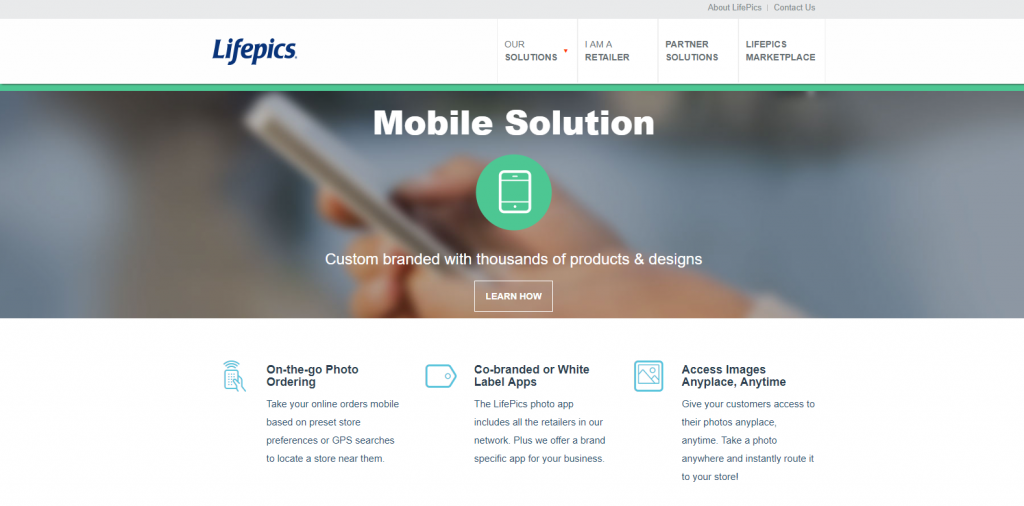 About LifePics | Contact Us
Lifepics®
OUR
SOLUTIONS
I AM A
RETAILER
PARTNER
SOLUTIONS
LIFEPICS
MARKETPLACE
Mobile Solution
Custom branded with thousands of products & designs
LEARN HOW
On-the-go Photo
Ordering
Take your online orders mobile
based on preset store
preferences or GPS searches
to locate a store near them.
Co-branded or White
Label Apps
The LifePics photo app
includes all the retailers in our
network. Plus we offer a brand
specific app for your business.
Access Images
Anyplace, Anytime
Give your customers access to
their photos anyplace,
anytime. Take a photo
anywhere and instantly route it
to your store!